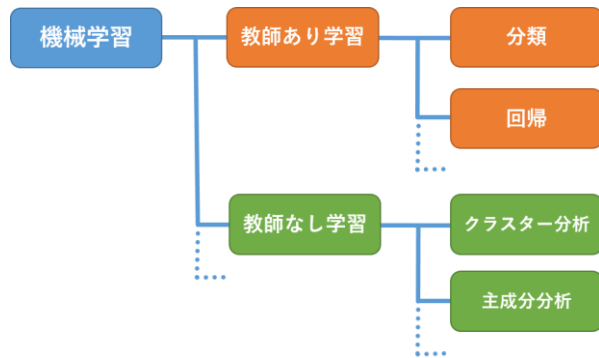 機械学習
教師あり学習
分類
回帰
教師なし学習
クラスター分析
主成分分析